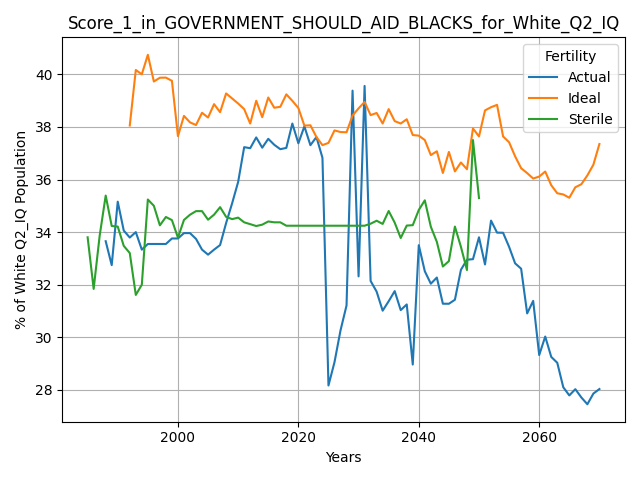 Score_1_in_GOVERNMENT_SHOULD_AID_BLACKS_for_White_Q2_IQ
Fertility
Actual
Ideal
Sterile
% of White Q2_IQ Population
40
38
36
34
32
30
28
2000
2020
2040
2060
Years